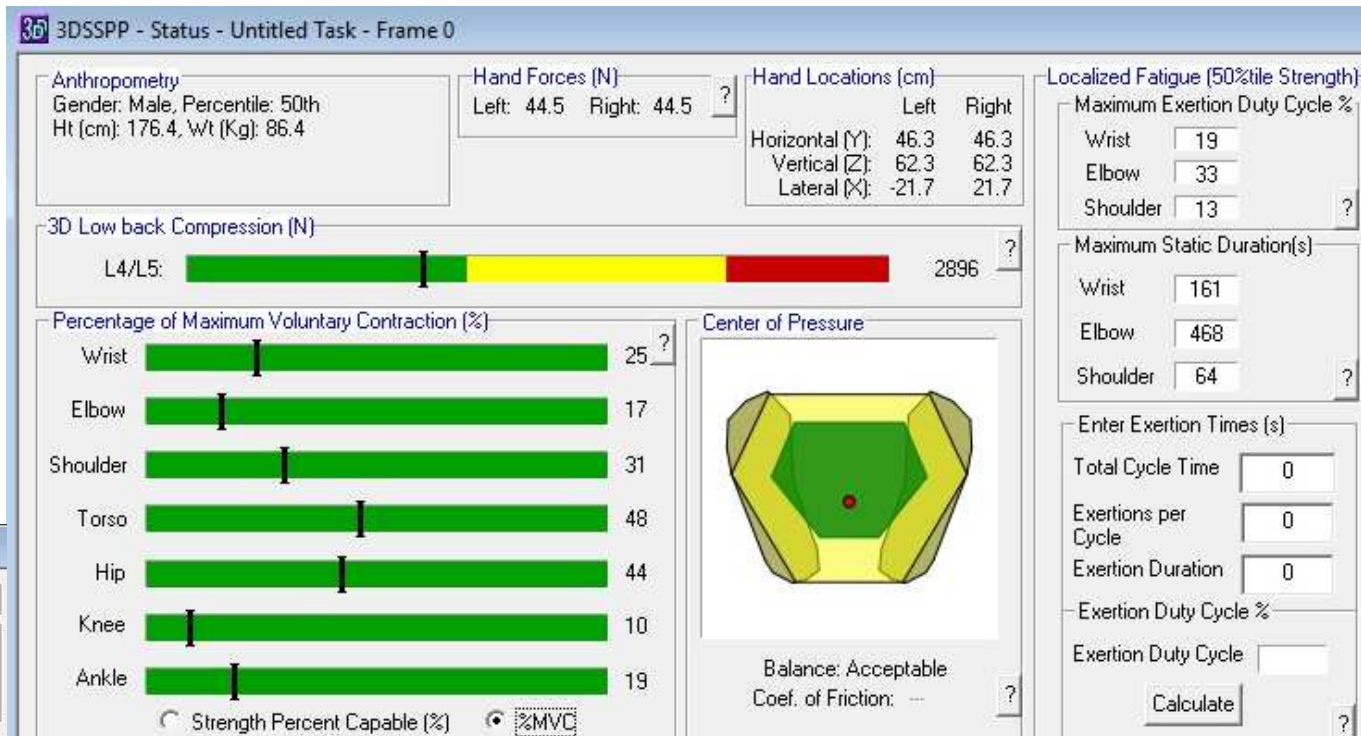 3D 3DSSPP - Status - Untitled Task - Frame 0
Anthropometry
Gender: Male, Percentile: 50th
Ht (cm): 176.4, Wt (Kg): 86.4
Hand Forces (N)
Left: 44.5 Right: 44.5
?
Hand Locations (cm)
Left Right
Horizontal (Y): 46.3 46.3
Vertical (Z): 62.3 62.3
Lateral (X): -21.7 21.7
3D Low back Compression (N)
L4/L5: 2896
?
Percentage of Maximum Voluntary Contraction (%)
?
Wrist 25
Elbow 17
Shoulder 31
Torso 48
Hip 44
Knee 10
Ankle 19
Strength Percent Capable (%) %MVC
Center of Pressure
Balance: Acceptable
Coef. of Friction: ---
?
Localized Fatigue (50%tile Strength)
Maximum Exertion Duty Cycle %
Wrist 19
Elbow 33
Shoulder 13
?
Maximum Static Duration(s)
Wrist 161
Elbow 468
Shoulder 64
?
Enter Exertion Times (s)
Total Cycle Time 0
Exertions per
Cycle 0
Exertion Duration 0
Exertion Duty Cycle %
Exertion Duty Cycle
Calculate
?